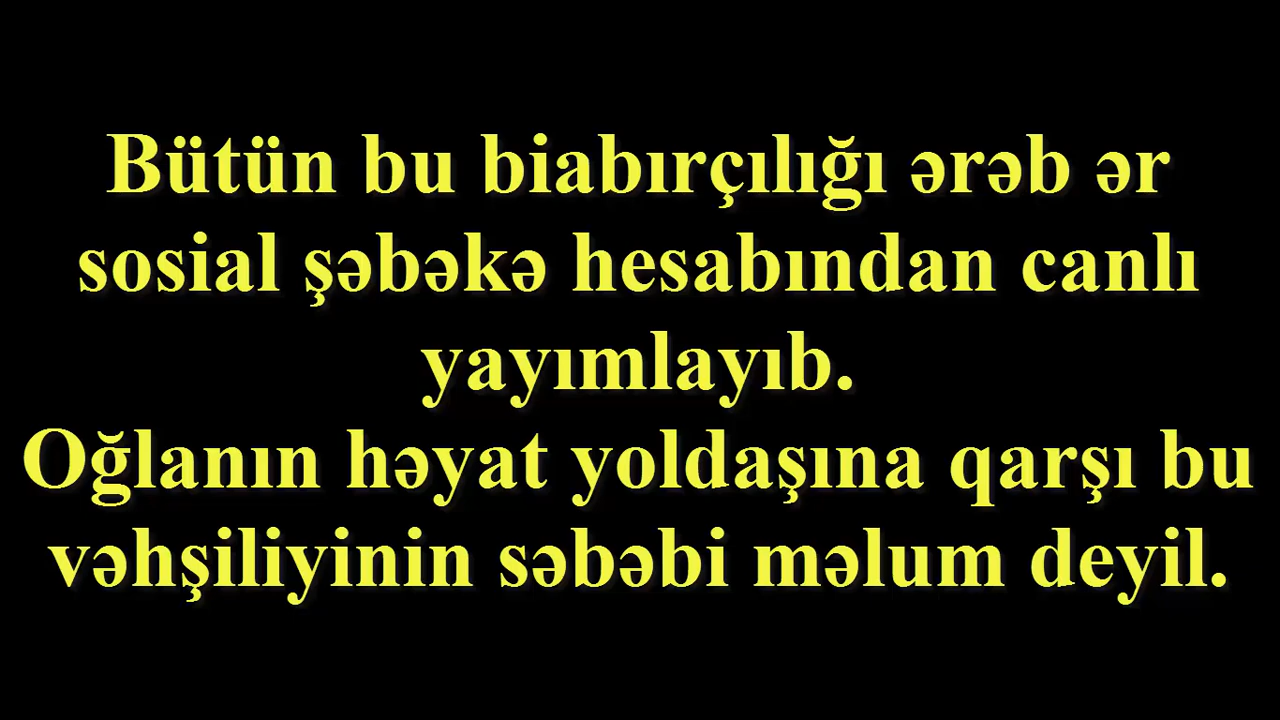 Bütün bu biabırçılığı ərəb ər
sosial şəbəkə hesabından canlı
yayımlayıb.
Oğlanın həyat yoldaşına qarşı bu
vəhşiliyinin səbəbi məlum deyil.